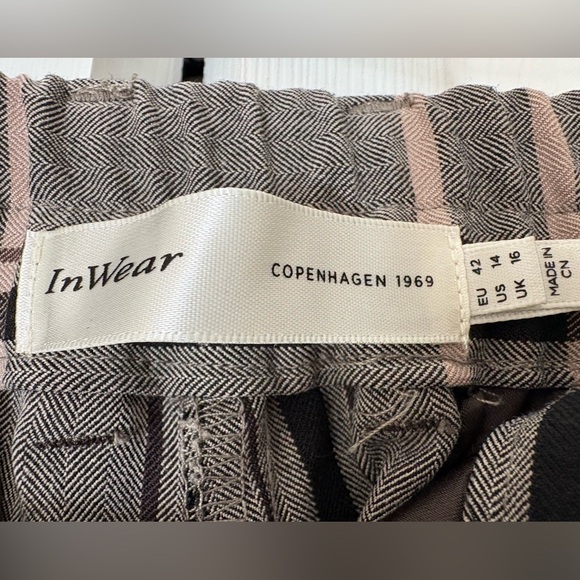 InWear
COPENHAGEN 1969
EU 42
US 14
UK 16
MADE IN
CN